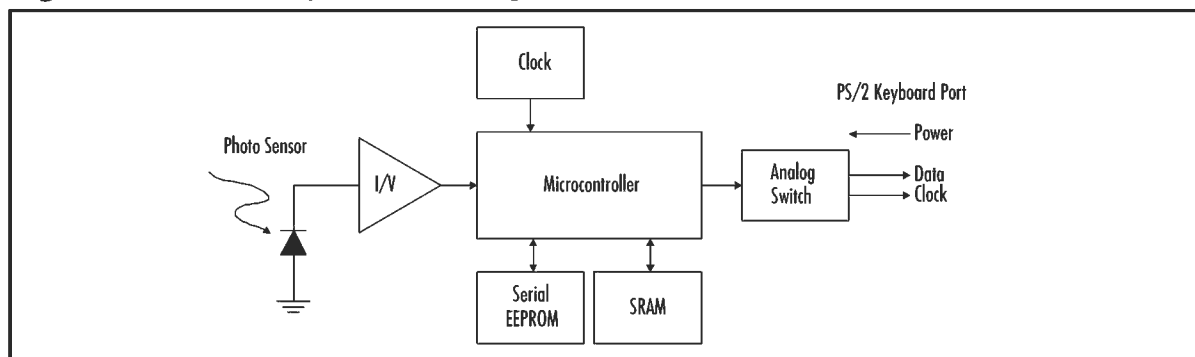 Clock
PS/2 Keyboard Port
Power
Photo Sensor
I/V
Microcontroller
Analog
Switch
Data
Clock
Serial
EEPROM
SRAM